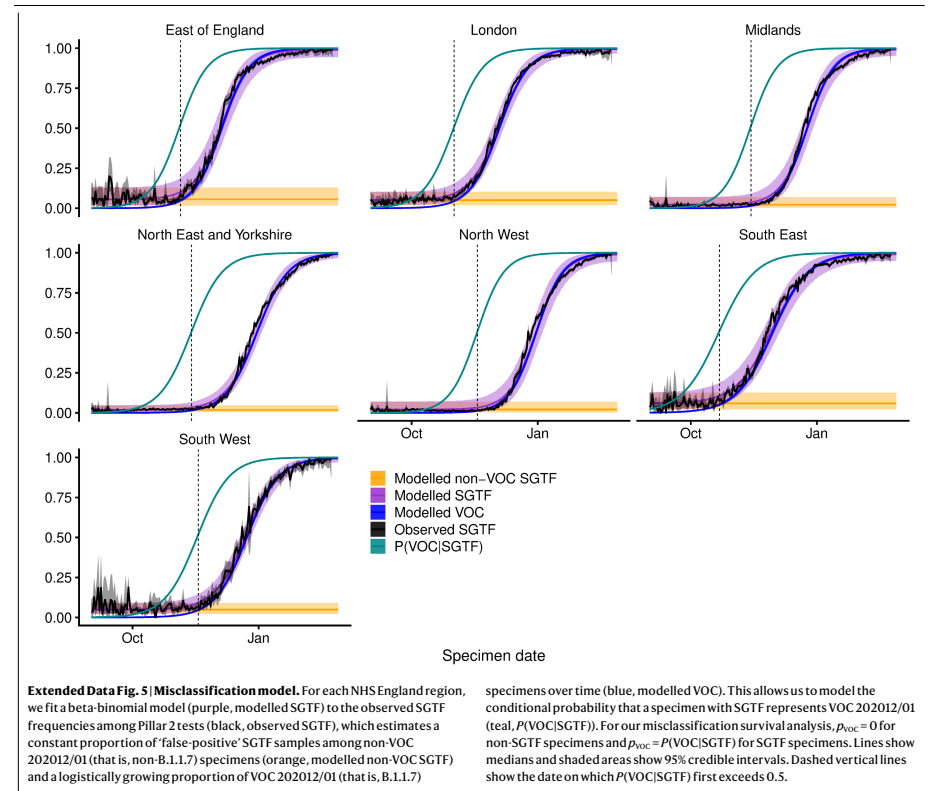 East of England
London
Midlands
1.00
0.75
0.50
0.25
0.00
North East and Yorkshire
North West
South East
1.00
0.75
0.50
0.25
0.00
Oct
Jan
Oct
Jan
South West
1.00
0.75
0.50
0.25
0.00
Oct
Jan
Modelled non−VOC SGTF
Modelled SGTF
Modelled VOC
Observed SGTF
P(VOC|SGTF)
Specimen date
Extended Data Fig. 5 | Misclassification model. For each NHS England region,
we fit a beta-binomial model (purple, modelled SGTF) to the observed SGTF
frequencies among Pillar 2 tests (black, observed SGTF), which estimates a
constant proportion of ‘false-positive’ SGTF samples among non-VOC
202012/01 (that is, non-B.1.1.7) specimens (orange, modelled non-VOC SGTF)
and a logistically growing proportion of VOC 202012/01 (that is, B.1.1.7)
specimens over time (blue, modelled VOC). This allows us to model the
conditional probability that a specimen with SGTF represents VOC 202012/01
(teal, P(VOC|SGTF)). For our misclassification survival analysis, pVOC = 0 for
non-SGTF specimens and pVOC = P(VOC|SGTF) for SGTF specimens. Lines show
medians and shaded areas show 95% credible intervals. Dashed vertical lines
show the date on which P(VOC|SGTF) first exceeds 0.5.